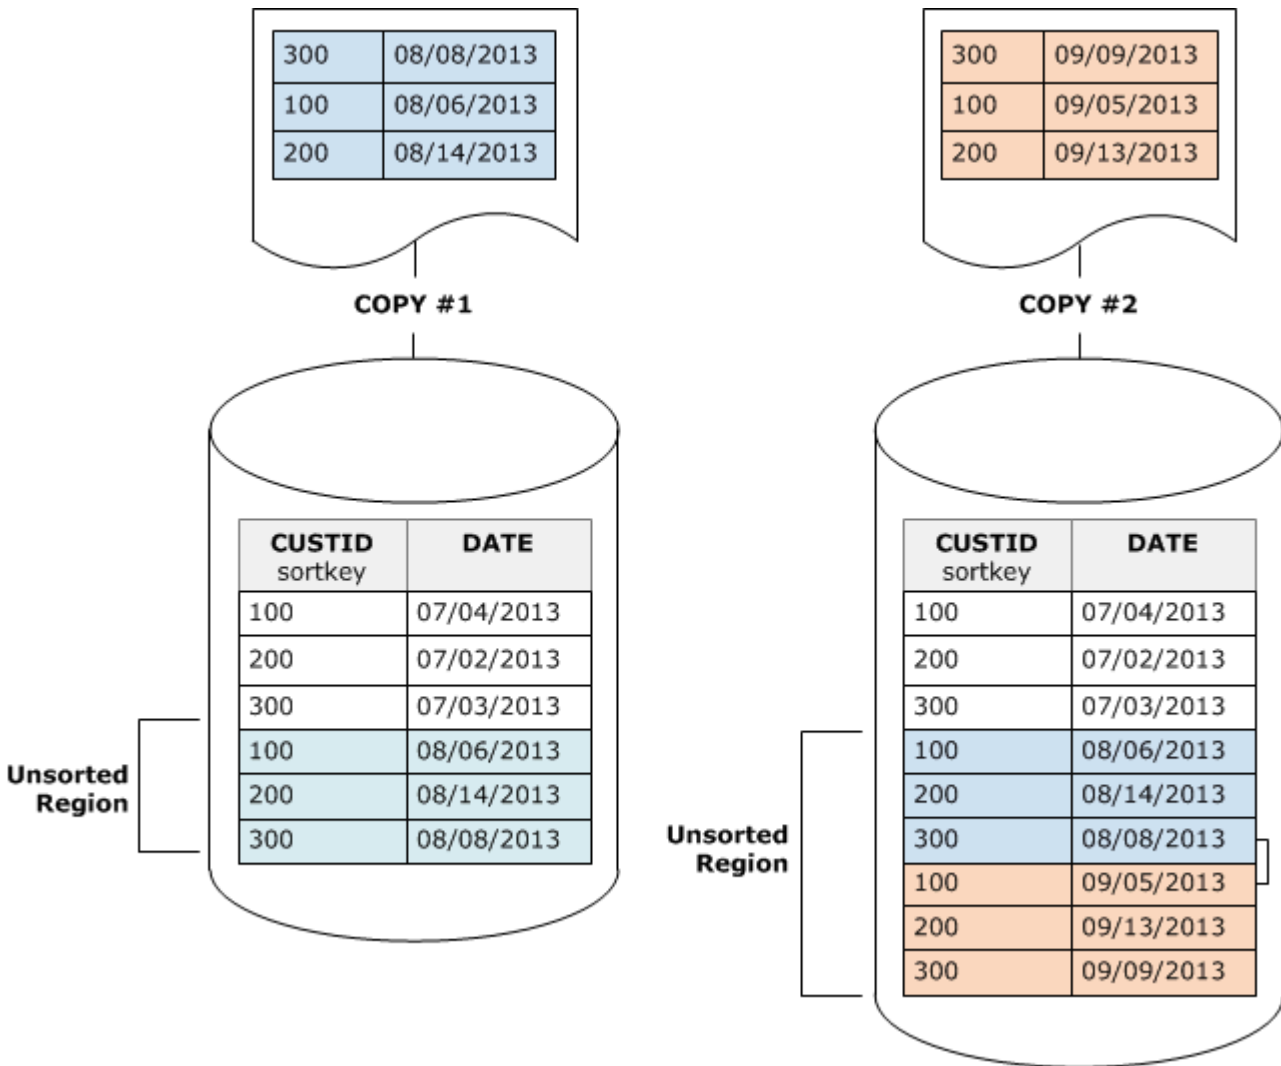 300 08/08/2013
100 08/06/2013
200 08/14/2013
COPY #1
CUSTID DATE
sortkey
100 07/04/2013
200 07/02/2013
300 07/03/2013
100 08/06/2013
200 08/14/2013
300 08/08/2013
Unsorted
Region
300 09/09/2013
100 09/05/2013
200 09/13/2013
COPY #2
CUSTID DATE
sortkey
100 07/04/2013
200 07/02/2013
300 07/03/2013
100 08/06/2013
200 08/14/2013
300 08/08/2013
100 09/05/2013
200 09/13/2013
300 09/09/2013
Unsorted
Region